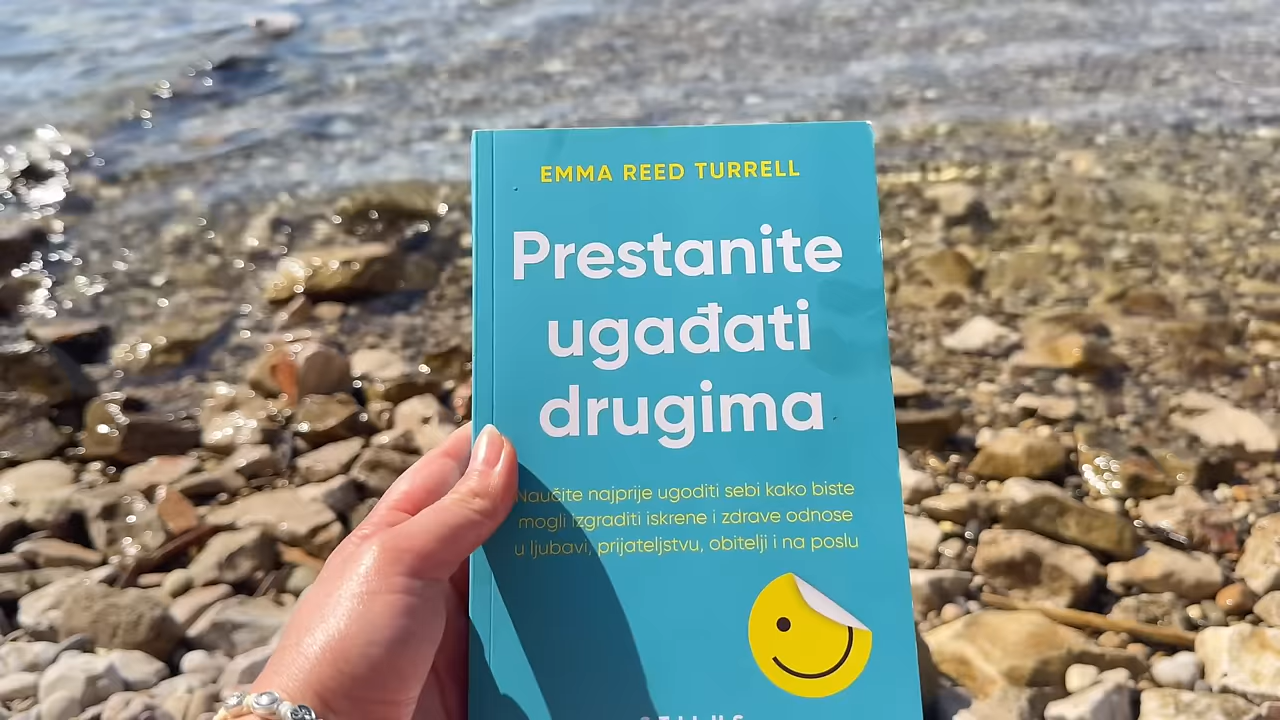 EMMA REED TURRELL
Prestanite
ugađati
drugima
Naučite najprije ugoditi sebi kako biste
mogli izgraditi iskrene i zdrave odnose
u ljubavi, prijateljstvu, obitelji i na poslu